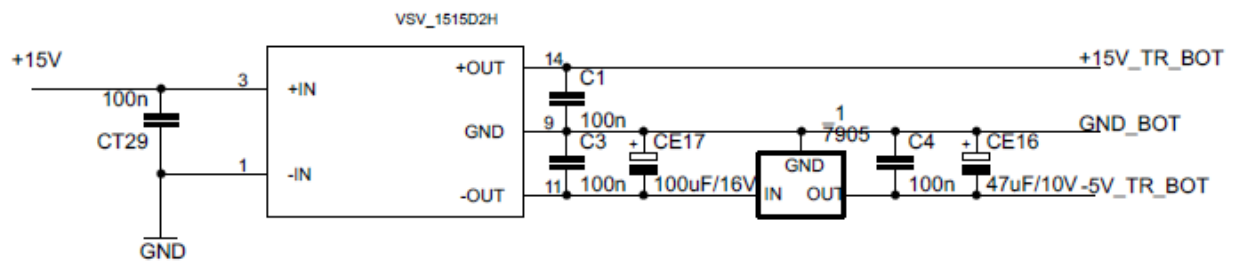 VSV_1515D2H
+15V
3
+IN
100n
CT29
1
-IN
GND
+OUT
14
+15V_TR_BOT
C1
100n
GND
9
_1
7905
GND_BOT
C3
100n
+
CE17
100uF/16V
GND
IN
OUT
C4
100n
+
CE16
47uF/10V
-5V_TR_BOT
-OUT
11